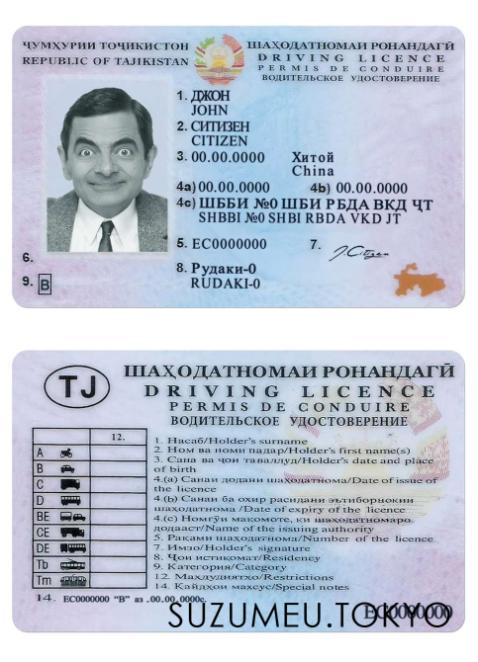 ҶУМҲУРИИ ТОҶИКИСТОН
REPUBLIC OF TAJIKISTAN
ШАҲОДАТНОМАИ РОНАНДАГӢ
DRIVING LICENCE
PERMIS DE CONDUIRE
ВОДИТЕЛЬСКОЕ УДОСТОВЕРЕНИЕ
1. ДЖОН
JOHN
2. СИТИЗЕН
CITIZEN
3. 00.00.0000 Хитой
China
4a) 00.00.0000 4b) 00.00.0000
4c) ШББИ №0 ШБИ РБДА ВКД ҶТ
SHBBI №0 SHBI RBDA VKD JT
5. EC0000000 7. J.Citizen
6.
8. Рудаки-0
RUDAKI-0
9. B
TJ
ШАҲОДАТНОМАИ РОНАНДАГӢ
DRIVING LICENCE
PERMIS DE CONDUIRE
ВОДИТЕЛЬСКОЕ УДОСТОВЕРЕНИЕ
12.
A
B
C
D
BE
CE
DE
Tb
Tm
1. Насаб/Holder's surname
2. Ном ва номи падар/Holder's first name(s)
3. Сана ва ҷои таваллуд/Holder's date and place
of birth
4.(a) Санаи додани шаҳодатнома/Date of issue of
the licence
4.(b) Санаи ба охир расидани эътиборнокии
шаҳодатнома /Date of expiry of the licence
4.(c) Номгӯи макомоте, ки шаҳодатномаро
додааст/Name of the issuing authority
5. Раками шаҳодатнома/Number of the licence
7. Имзо/Holder's signature
8. Ҷои истикомат/Residency
9. Категория/Category
12. Маҳдудиятҳо/Restrictions
14. Кайдҳои махсус/Special notes
14. EC0000000 "B" аз .00.00.0000с.
EC0000000
SUZUMEU.TOKYO